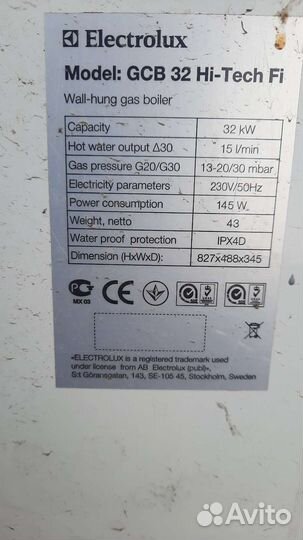 Electrolux
Model: GCB 32 Hi-Tech Fi
Wall-hung gas boiler
Capacity 32 kW
Hot water output Δ30 15 l/min
Gas pressure G20/G30 13-20/30 mbar
Electricity parameters 230V/50Hz
Power consumption 145 W
Weight, netto 43
Water proof protection IPX4D
Dimension (HxWxD): 827x488x345
MX 03
«ELECTROLUX is a registered trademark used
under license from AB Electrolux (publ)»,
S:t Göransgatan, 143, SE-105 45, Stockholm, Sweden
Avito